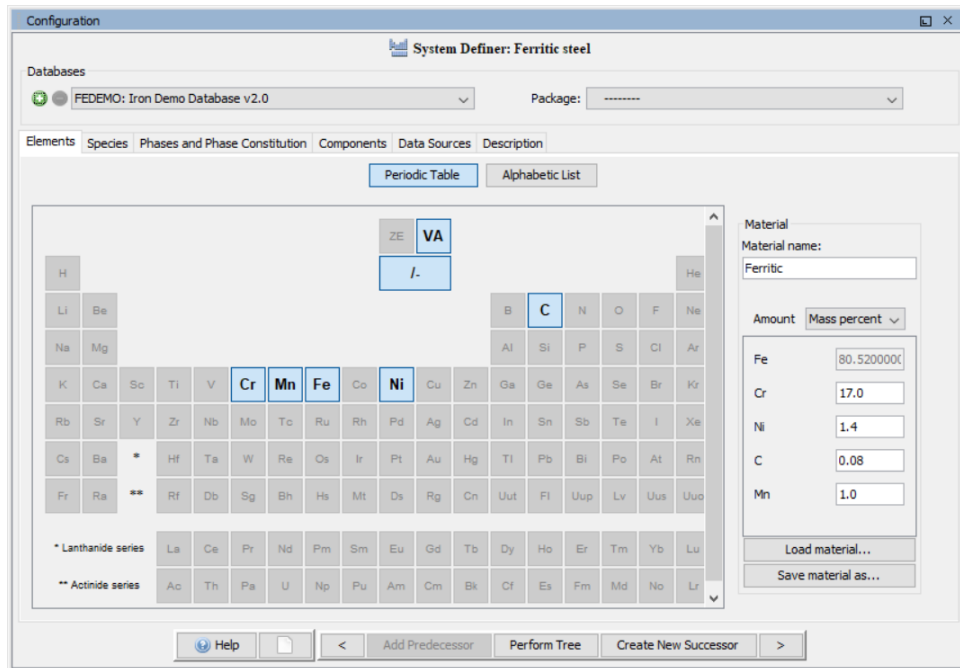 Configuration
System Definer: Ferritic steel
Databases
FEDEMO: Iron Demo Database v2.0
Package: --------
Elements Species Phases and Phase Constitution Components Data Sources Description
Periodic Table Alphabetic List
ZE VA
/-
H He
Li Be B C N O F Ne
Na Mg Al Si P S Cl Ar
K Ca Sc Ti V Cr Mn Fe Co Ni Cu Zn Ga Ge As Se Br Kr
Rb Sr Y Zr Nb Mo Tc Ru Rh Pd Ag Cd In Sn Sb Te I Xe
Cs Ba * Hf Ta W Re Os Ir Pt Au Hg Tl Pb Bi Po At Rn
Fr Ra ** Rf Db Sg Bh Hs Mt Ds Rg Cn Uut Fl Uup Lv Uus Uuo
* Lanthanide series La Ce Pr Nd Pm Sm Eu Gd Tb Dy Ho Er Tm Yb Lu
** Actinide series Ac Th Pa U Np Pu Am Cm Bk Cf Es Fm Md No Lr
Material
Material name:
Ferritic
Amount Mass percent
Fe 80.5200000
Cr 17.0
Ni 1.4
C 0.08
Mn 1.0
Load material...
Save material as...
Help < Add Predecessor Perform Tree Create New Successor >